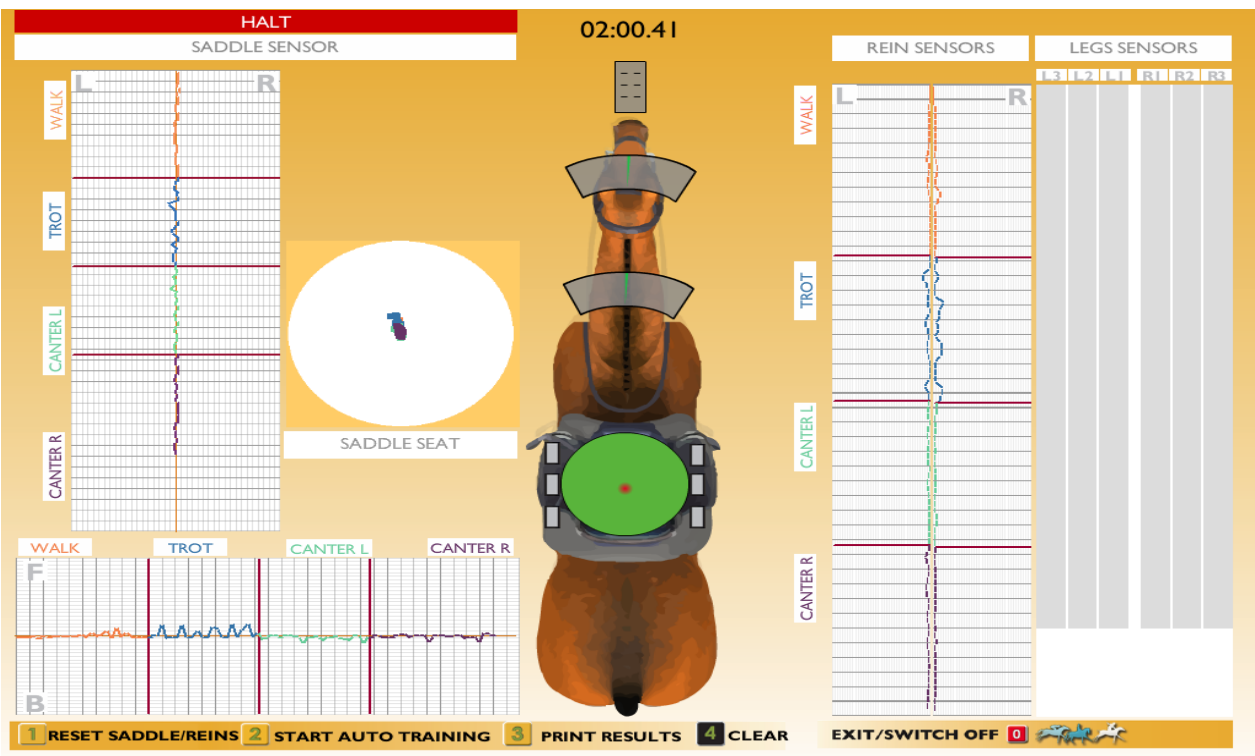 HALT
02:00.41
SADDLE SENSOR
REIN SENSORS
LEGS SENSORS
L3 L2 L1 R1 R2 R3
L R
WALK
TROT
CANTER L
CANTER R
SADDLE SEAT
L R
WALK
TROT
CANTER L
CANTER R
WALK TROT CANTER L CANTER R
F
B
1 RESET SADDLE/REINS 2 START AUTO TRAINING 3 PRINT RESULTS 4 CLEAR EXIT/SWITCH OFF 0